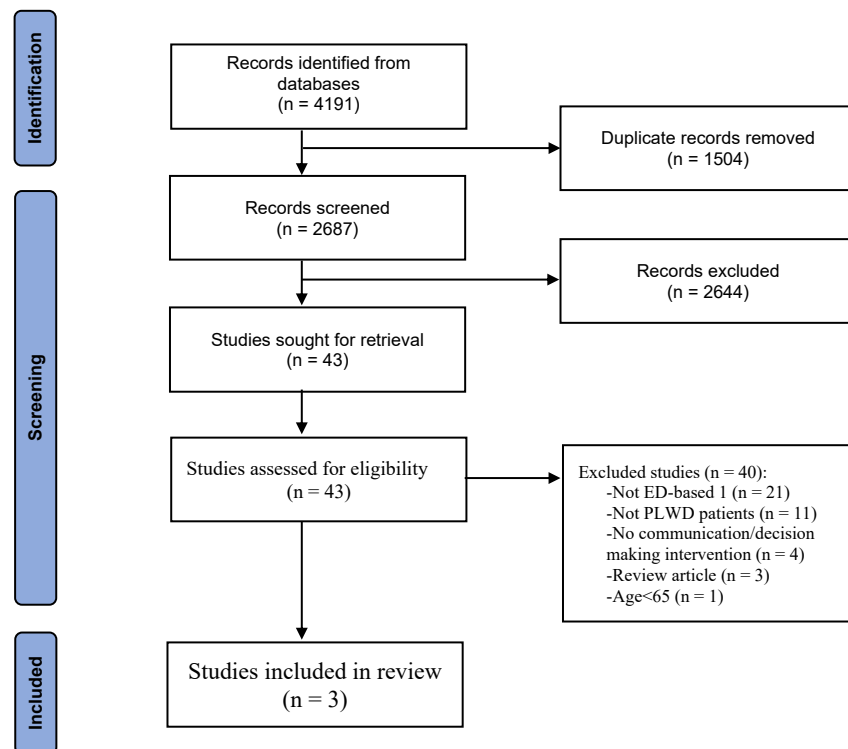 Identification
Records identified from
databases
(n = 4191)
Duplicate records removed
(n = 1504)
Screening
Records screened
(n = 2687)
Records excluded
(n = 2644)
Studies sought for retrieval
(n = 43)
Studies assessed for eligibility
(n = 43)
Excluded studies (n = 40):
-Not ED-based 1 (n = 21)
-Not PLWD patients (n = 11)
-No communication/decision
making intervention (n = 4)
-Review article (n = 3)
-Age<65 (n = 1)
Included
Studies included in review
(n = 3)